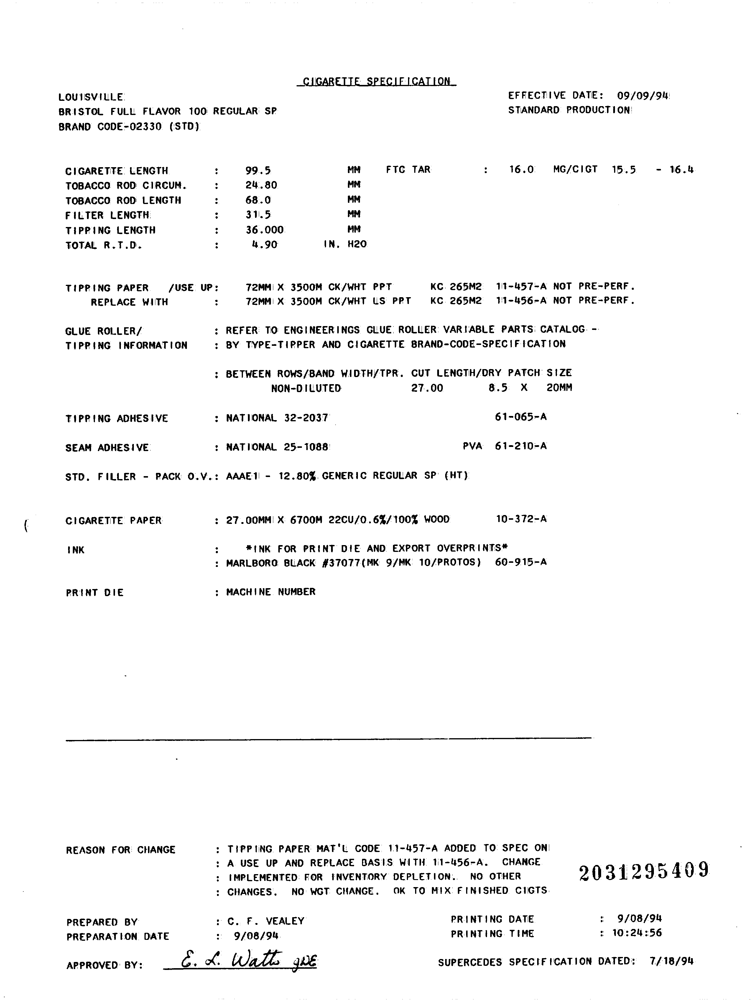 CIGARETTE SPECIFICATION
LOUISVILLE EFFECTIVE DATE: 09/09/94
BRISTOL FULL FLAVOR 100 REGULAR SP STANDARD PRODUCTION
BRAND CODE-02330 (STD)
CIGARETTE LENGTH : 99.5 MM FTC TAR : 16.0 MG/CIGT 15.5 - 16.4
TOBACCO ROD CIRCUM. : 24.80 MM
TOBACCO ROD LENGTH : 68.0 MM
FILTER LENGTH : 31.5 MM
TIPPING LENGTH : 36.000 MM
TOTAL R.T.D. : 4.90 IN. H2O
TIPPING PAPER /USE UP: 72MM X 3500M CK/WHT PPT KC 265M2 11-457-A NOT PRE-PERF.
REPLACE WITH : 72MM X 3500M CK/WHT LS PPT KC 265M2 11-456-A NOT PRE-PERF.
GLUE ROLLER/ : REFER TO ENGINEERINGS GLUE ROLLER VARIABLE PARTS CATALOG -
TIPPING INFORMATION : BY TYPE-TIPPER AND CIGARETTE BRAND-CODE-SPECIFICATION
: BETWEEN ROWS/BAND WIDTH/TPR. CUT LENGTH/DRY PATCH SIZE
NON-DILUTED 27.00 8.5 X 20MM
TIPPING ADHESIVE : NATIONAL 32-2037 61-065-A
SEAM ADHESIVE : NATIONAL 25-1088 PVA 61-210-A
STD. FILLER - PACK O.V.: AAAE1 - 12.80% GENERIC REGULAR SP (HT)
CIGARETTE PAPER : 27.00MM X 6700M 22CU/0.6%/100% WOOD 10-372-A
INK : *INK FOR PRINT DIE AND EXPORT OVERPRINTS*
: MARLBORO BLACK #37077(MK 9/MK 10/PROTOS) 60-915-A
PRINT DIE : MACHINE NUMBER
REASON FOR CHANGE : TIPPING PAPER MAT'L CODE 11-457-A ADDED TO SPEC ON
: A USE UP AND REPLACE BASIS WITH 11-456-A. CHANGE
: IMPLEMENTED FOR INVENTORY DEPLETION. NO OTHER
: CHANGES. NO WGT CHANGE. OK TO MIX FINISHED CIGTS
2031295409
PREPARED BY : C. F. VEALEY PRINTING DATE : 9/08/94
PREPARATION DATE : 9/08/94 PRINTING TIME : 10:24:56
APPROVED BY: E. L. Watts SUPERCEDES SPECIFICATION DATED: 7/18/94